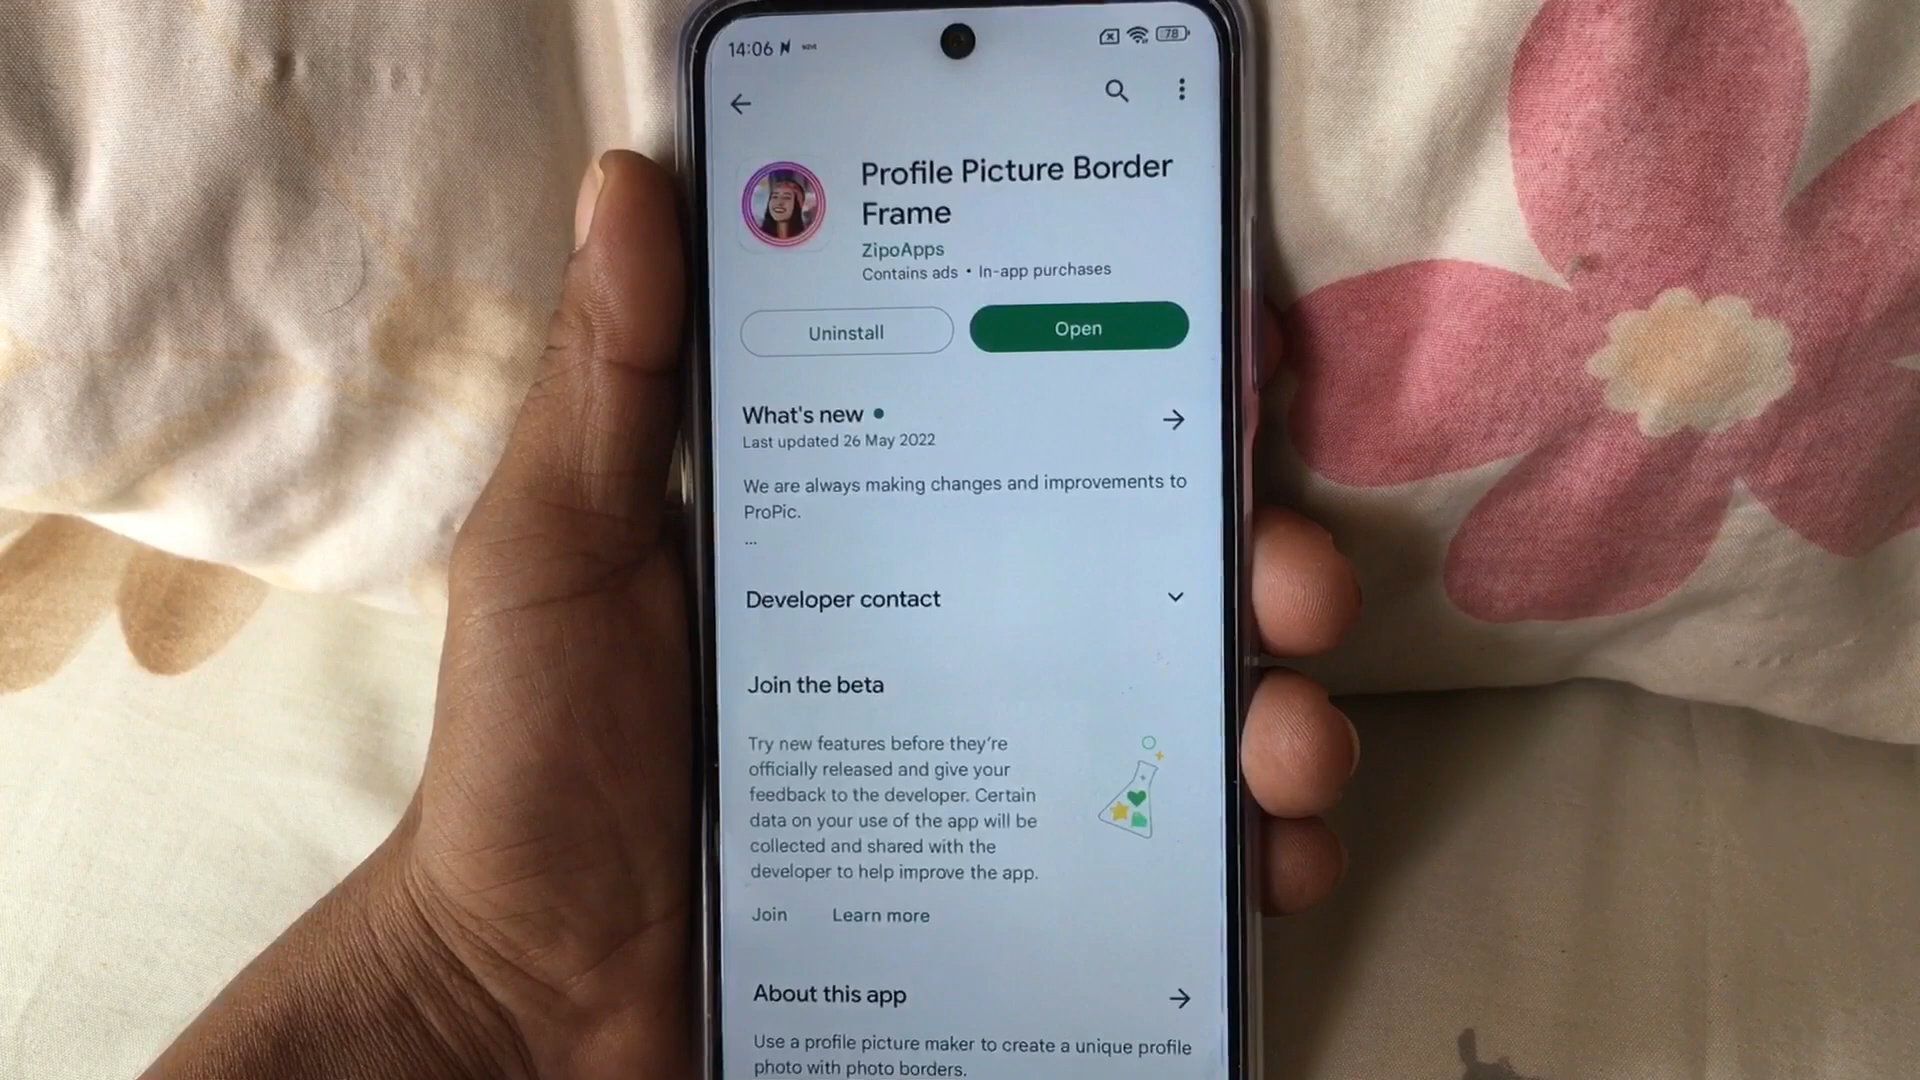 14:06
78
Profile Picture Border
Frame
ZipoApps
Contains ads • In-app purchases
Uninstall
Open
What's new
Last updated 26 May 2022
We are always making changes and improvements to
ProPic.
...
Developer contact
Join the beta
Try new features before they're
officially released and give your
feedback to the developer. Certain
data on your use of the app will be
collected and shared with the
developer to help improve the app.
Join
Learn more
About this app
Use a profile picture maker to create a unique profile
photo with photo borders.